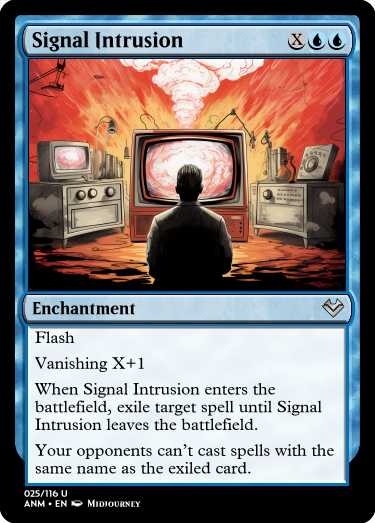 Signal Intrusion X
Enchantment
Flash
Vanishing X+1
When Signal Intrusion enters the
battlefield, exile target spell until Signal
Intrusion leaves the battlefield.
Your opponents can't cast spells with the
same name as the exiled card.
025/116 U
ANM • EN Midjourney